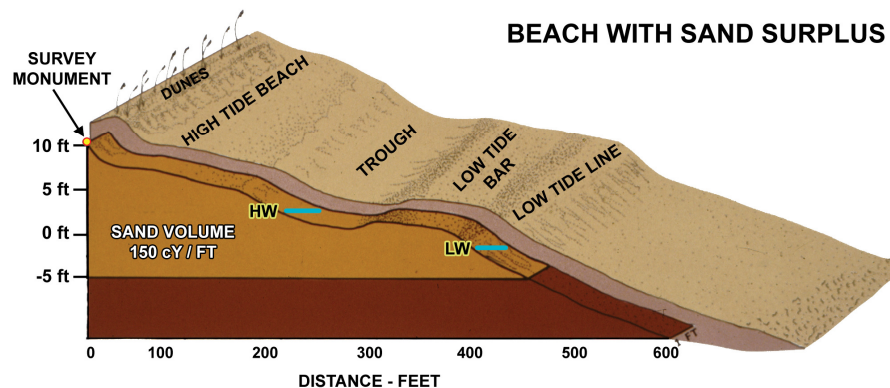 BEACH WITH SAND SURPLUS
SURVEY
MONUMENT
DUNES
HIGH TIDE BEACH
TROUGH
LOW TIDE
BAR
LOW TIDE LINE
10 ft
5 ft
0 ft
-5 ft
HW
LW
SAND VOLUME
150 cY / FT
1 FT
0 100 200 300 400 500 600
DISTANCE - FEET